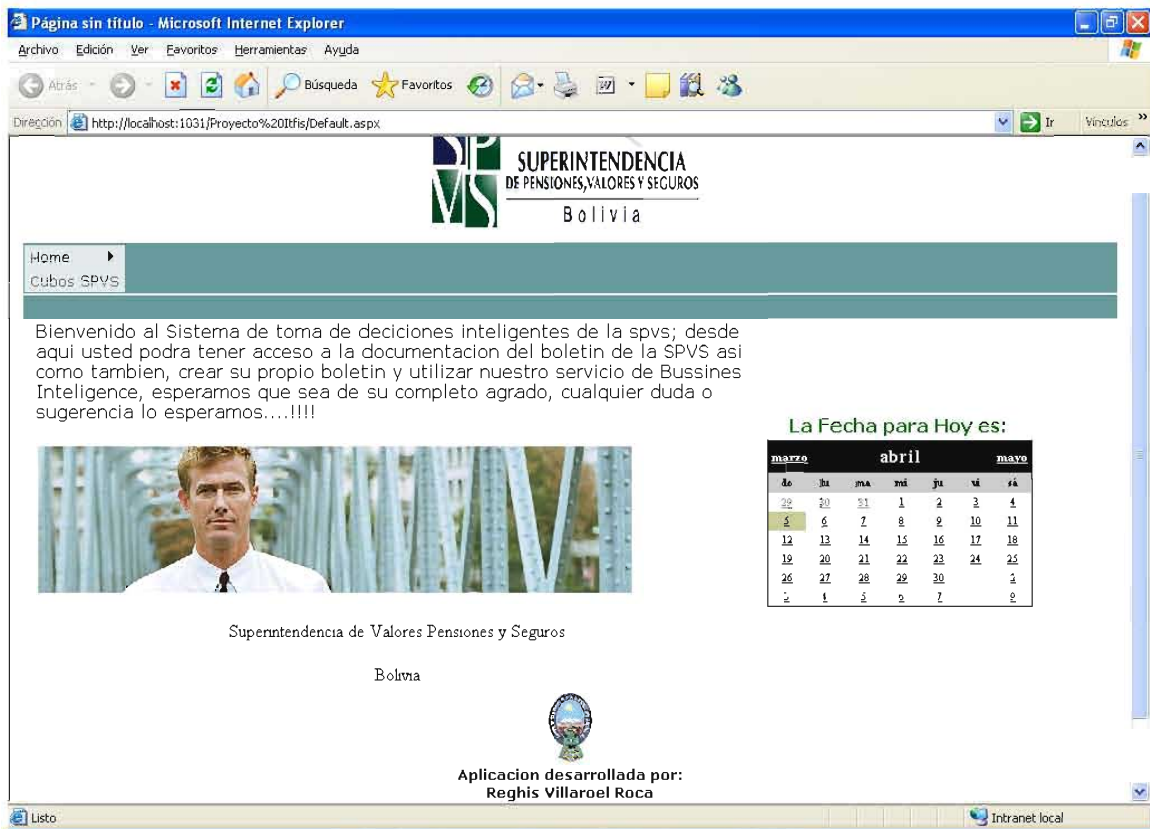 Página sin título - Microsoft Internet Explorer
Archivo Edición Ver Favoritos Herramientas Ayuda
Atrás Búsqueda Favoritos
Dirección http://localhost:1031/Proyecto%20Itfis/Default.aspx Ir Vínculos »
SP
VS
SUPERINTENDENCIA
DE PENSIONES, VALORES Y SEGUROS
Bolivia
Home
Cubos SPVS
Bienvenido al Sistema de toma de deciciones inteligentes de la spvs; desde
aqui usted podra tener acceso a la documentacion del boletin de la SPVS asi
como tambien, crear su propio boletin y utilizar nuestro servicio de Bussines
Inteligence, esperamos que sea de su completo agrado, cualquier duda o
sugerencia lo esperamos....!!!!
La Fecha para Hoy es:
marzo abril mayo
do lu ma mi ju vi sá
29 30 31 1 2 3 4
5 6 7 8 9 10 11
12 13 14 15 16 17 18
19 20 21 22 23 24 25
26 27 28 29 30
Superintendencia de Valores Pensiones y Seguros
Bolivia
Aplicacion desarrollada por:
Reghis Villaroel Roca
Listo Intranet local